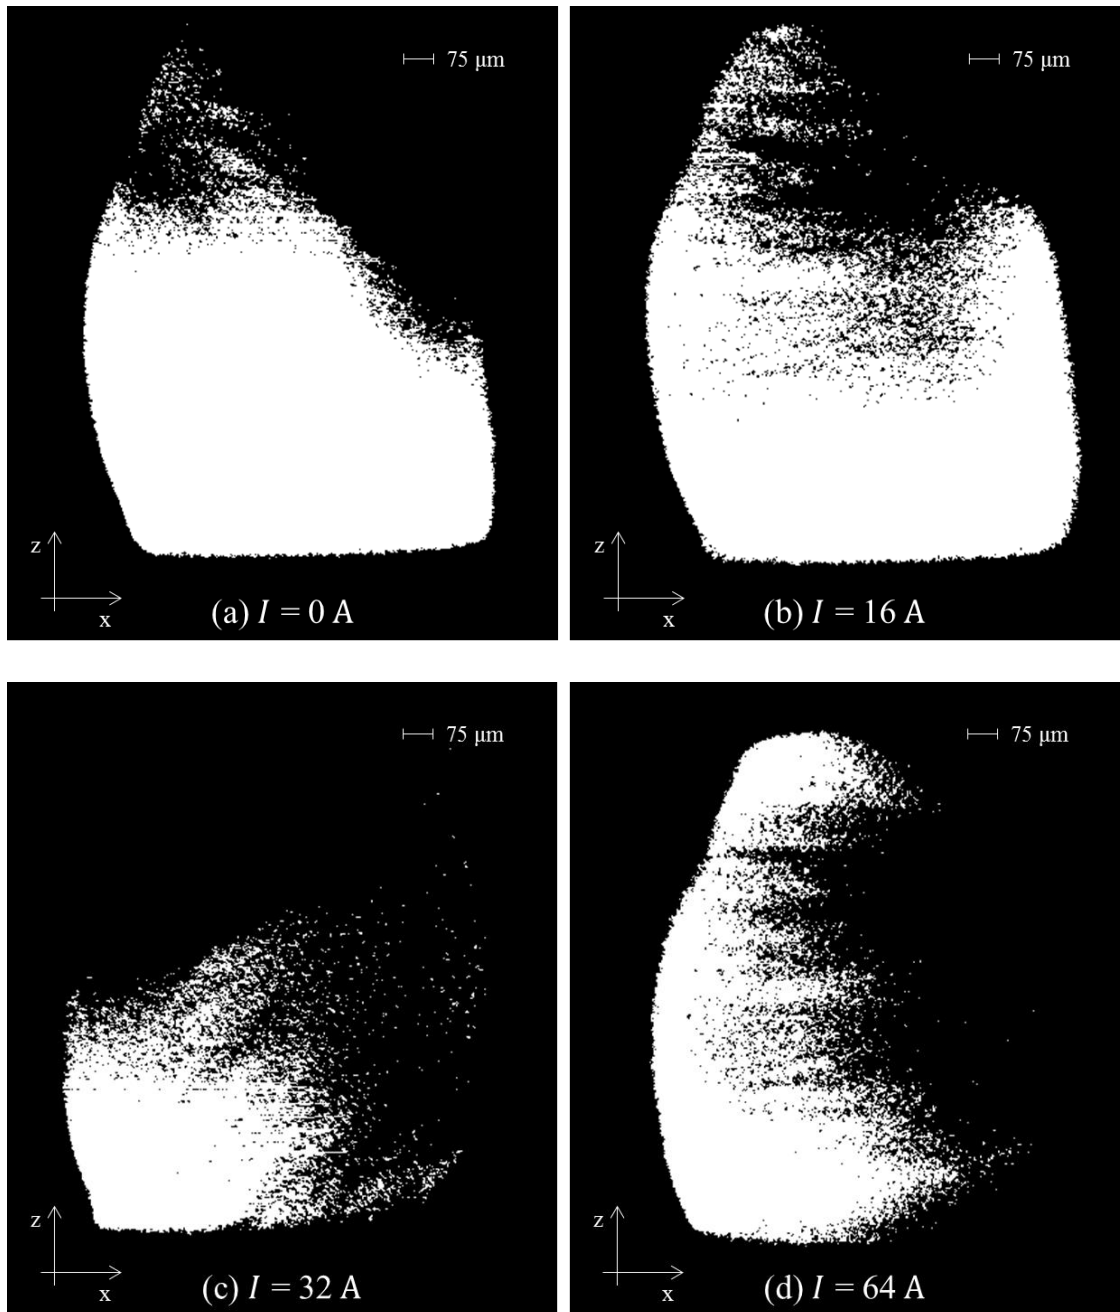 75 μm
z
x
(a) I = 0 A
75 μm
z
x
(b) I = 16 A
75 μm
z
x
(c) I = 32 A
75 μm
z
x
(d) I = 64 A